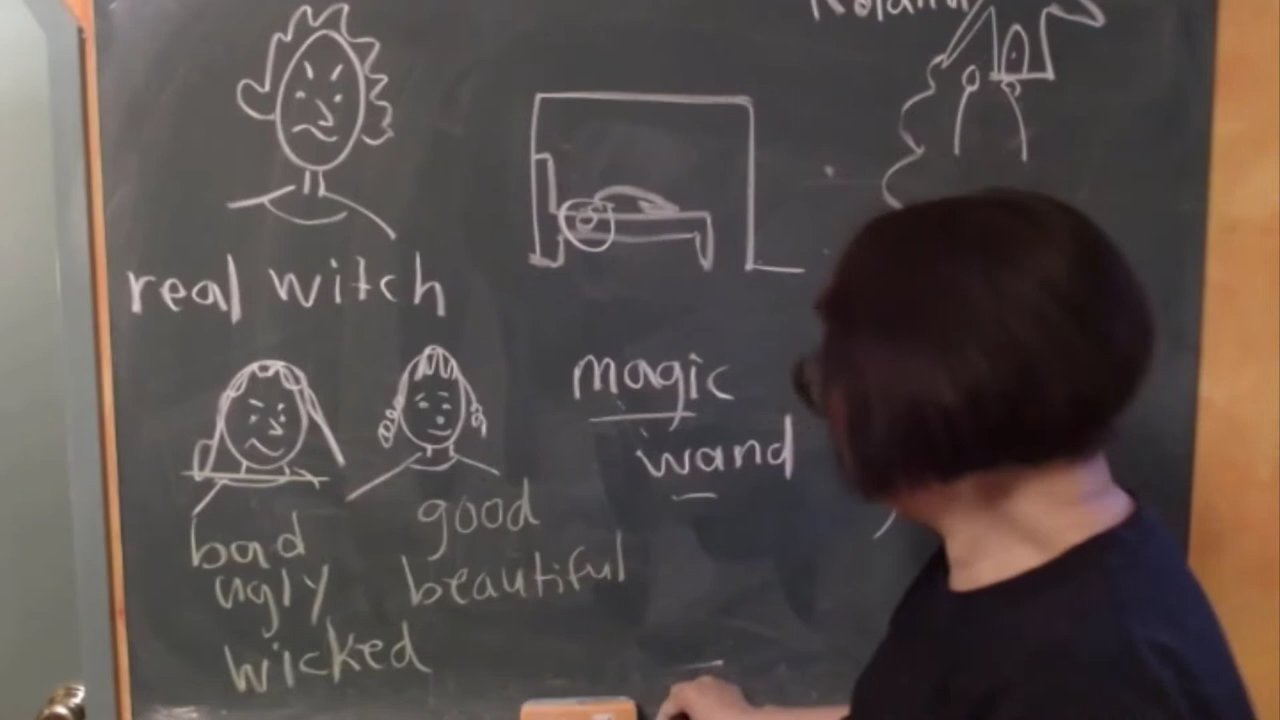 real witch
magic
wand
good
beautiful
bad
ugly
wicked